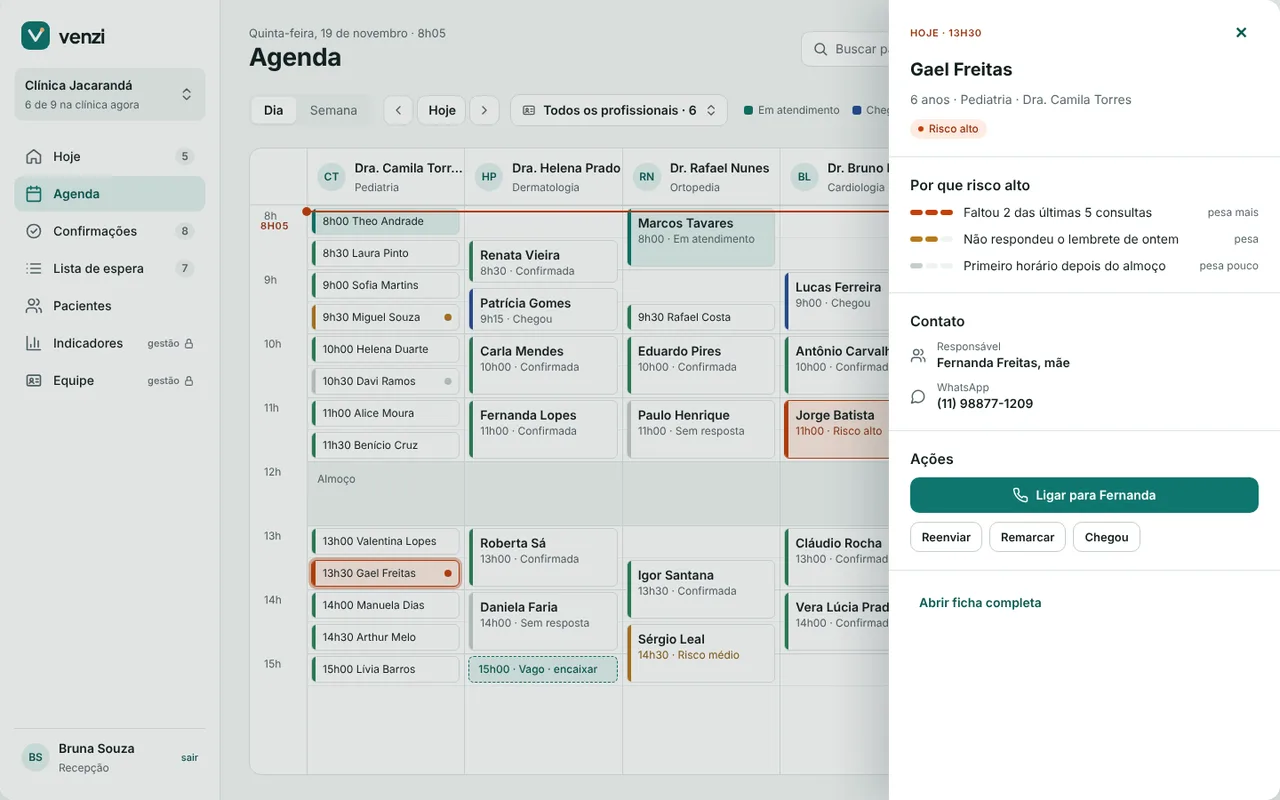 venzi
Clínica Jacarandá
6 de 9 na clínica agora
Hoje 5
Agenda
Confirmações 8
Lista de espera 7
Pacientes
Indicadores gestão
Equipe gestão
BS
Bruna Souza
Recepção
sair
Quinta-feira, 19 de novembro · 8h05
Agenda
Buscar
Dia
Semana
Hoje
Todos os profissionais · 6
Em atendimento
CT
Dra. Camila Torr...
Pediatria
HP
Dra. Helena Prado
Dermatologia
RN
Dr. Rafael Nunes
Ortopedia
BL
Dr. Bruno
Cardiologia
8h
8H05
9h
10h
11h
12h
13h
14h
15h
8h00 Theo Andrade
8h30 Laura Pinto
9h00 Sofia Martins
9h30 Miguel Souza
10h00 Helena Duarte
10h30 Davi Ramos
11h00 Alice Moura
11h30 Benício Cruz
Almoço
13h00 Valentina Lopes
13h30 Gael Freitas
14h00 Manuela Dias
14h30 Arthur Melo
15h00 Lívia Barros
Renata Vieira
8h30 · Confirmada
Patrícia Gomes
9h15 · Chegou
Carla Mendes
10h00 · Confirmada
Fernanda Lopes
11h00 · Confirmada
Roberta Sá
13h00 · Confirmada
Daniela Faria
14h00 · Sem resposta
15h00 · Vago · encaixar
Marcos Tavares
8h00 · Em atendimento
9h30 Rafael Costa
Eduardo Pires
10h00 · Confirmada
Paulo Henrique
11h00 · Sem resposta
Igor Santana
13h30 · Confirmada
Sérgio Leal
14h30 · Risco médio
Lucas Ferreira
9h00 · Chegou
Antônio
10h00 · Confirmada
Jorge Batista
11h00 · Risco alto
Cláudio Rocha
13h00 · Confirmada
Vera Lúcia
14h00 ·
HOJE · 13H30
Gael Freitas
6 anos · Pediatria · Dra. Camila Torres
Risco alto
Por que risco alto
Faltou 2 das últimas 5 consultas pesa mais
Não respondeu o lembrete de ontem pesa
Primeiro horário depois do almoço pesa pouco
Contato
Responsável
Fernanda Freitas, mãe
WhatsApp
(11) 98877-1209
Ações
Ligar para Fernanda
Reenviar
Remarcar
Chegou
Abrir ficha completa